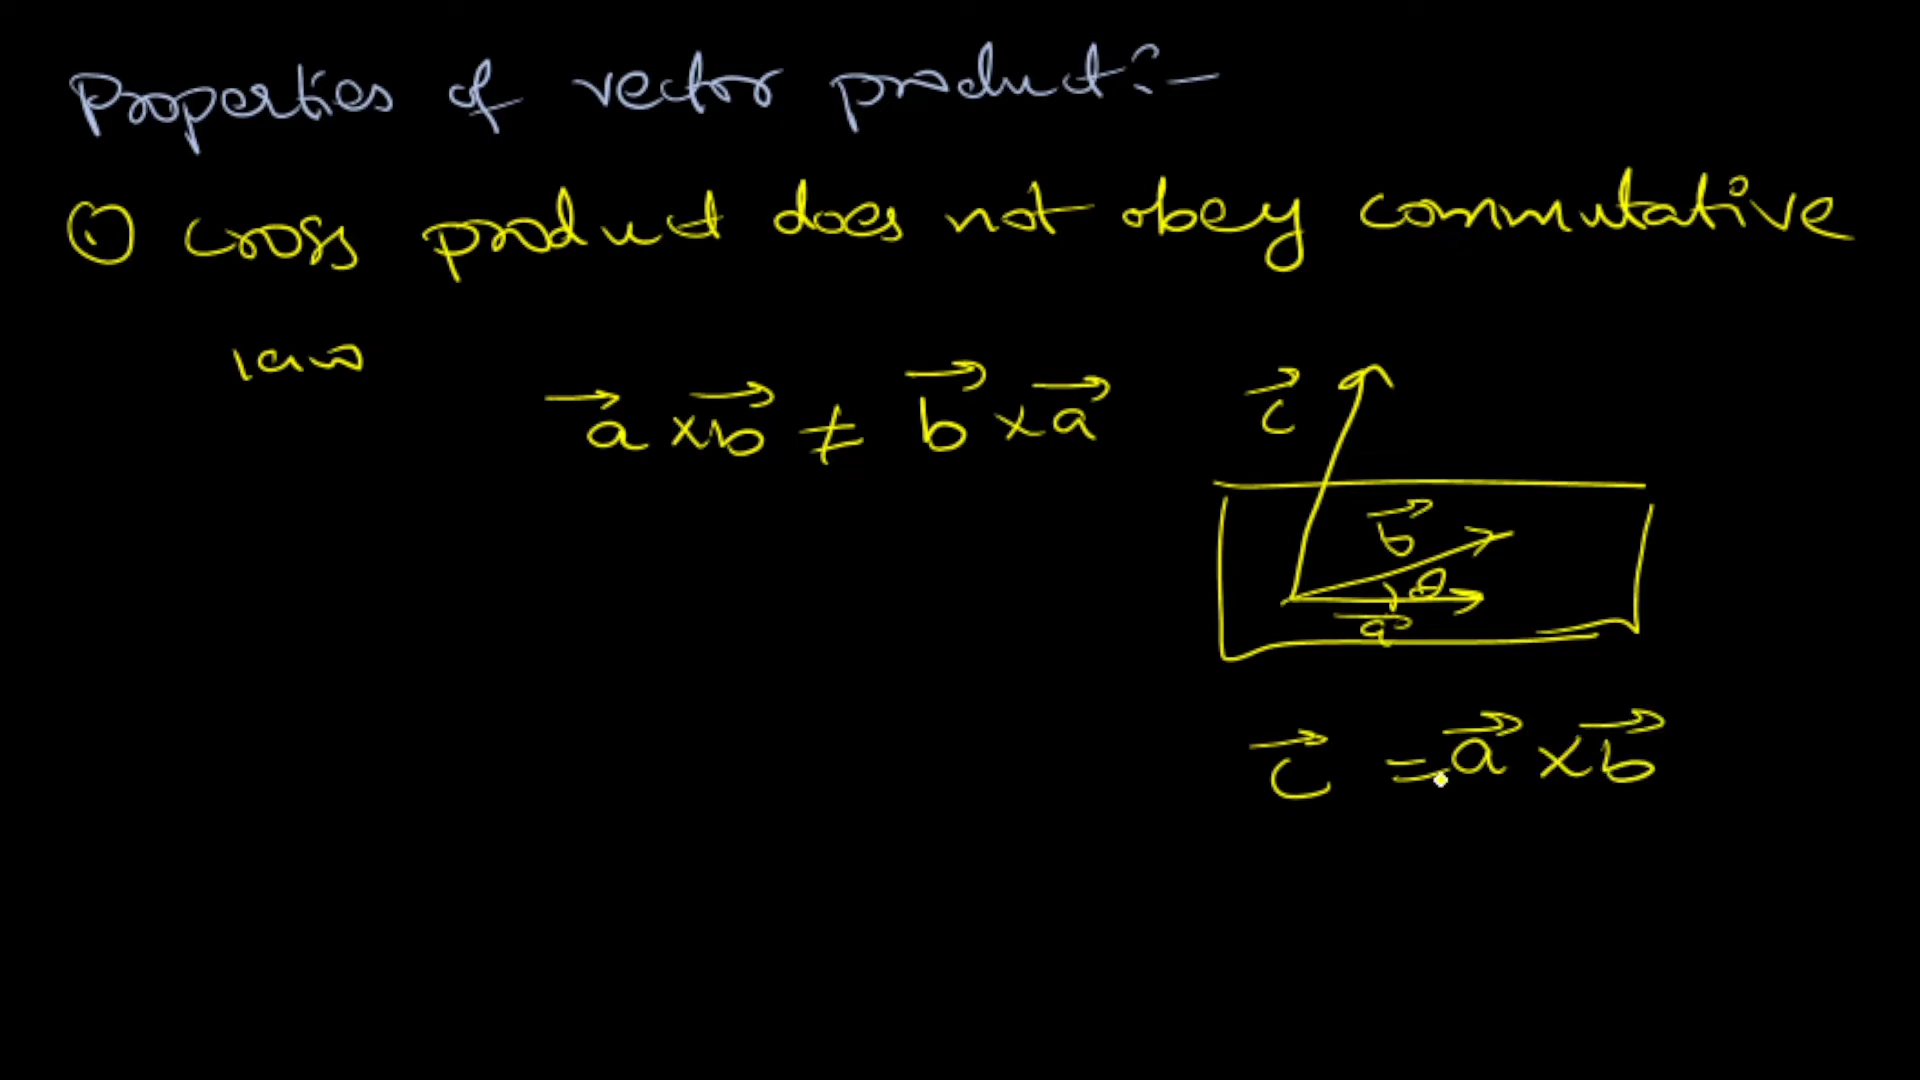 Properties of vector product:-
① cross product does not obey commutative
law
a⃗ × b⃗ ≠ b⃗ × a⃗
c⃗
b⃗
θ
a⃗
c⃗ = a⃗ × b⃗